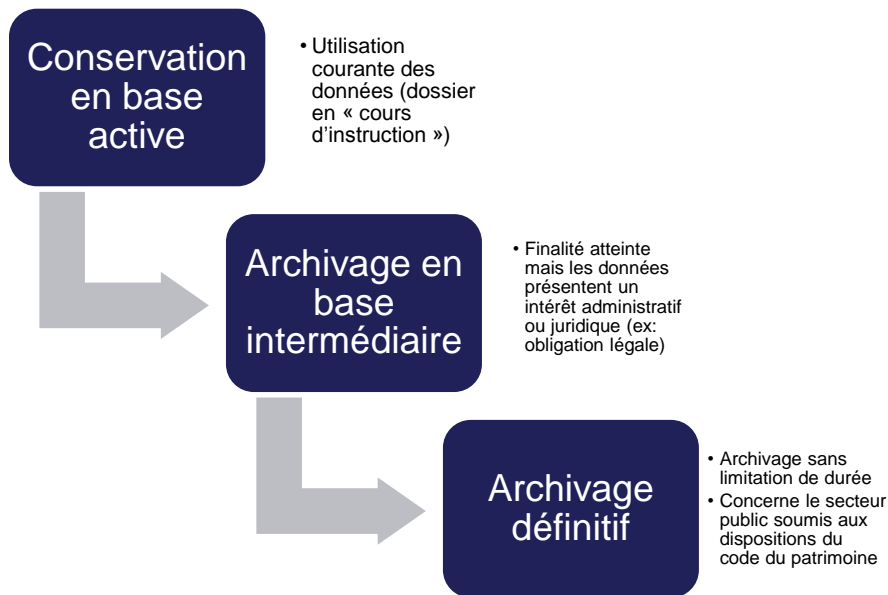 Conservation
en base
active
• Utilisation
courante des
données (dossier
en « cours
d'instruction »)
Archivage en
base
intermédiaire
• Finalité atteinte
mais les données
présentent un
intérêt administratif
ou juridique (ex:
obligation légale)
Archivage
définitif
• Archivage sans
limitation de durée
• Concerne le secteur
public soumis aux
dispositions du
code du patrimoine